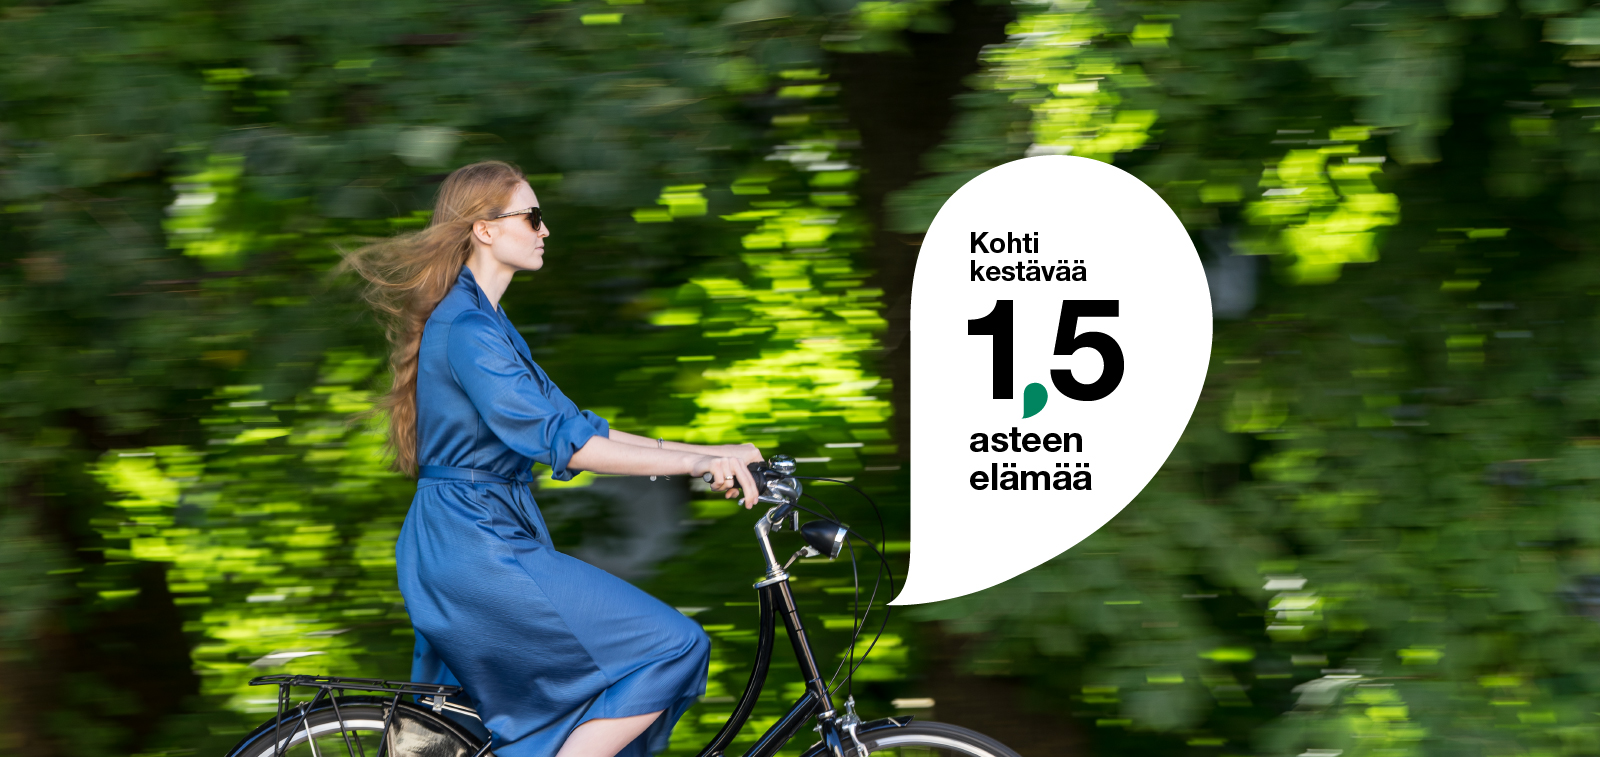 Kohti
kestävää
1,5
asteen
elämää